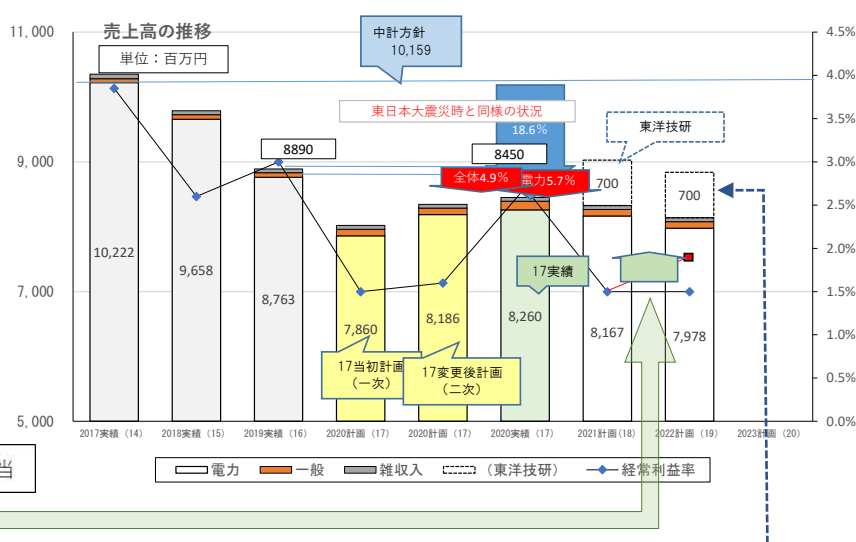 売上高の推移
単位：百万円
中計方針
10,159
東日本大震災時と同様の状況
18.6%
東洋技研
8890
8450
全体4.9%
電力5.7%
700
700
11,000
9,000
7,000
5,000
4.5%
4.0%
3.5%
3.0%
2.5%
2.0%
1.5%
1.0%
0.5%
0.0%
10,222
9,658
8,763
7,860
8,186
8,260
8,167
7,978
17実績
17当初計画
（一次）
17変更後計画
（二次）
2017実績（14）
2018実績（15）
2019実績（16）
2020計画（17）
2020計画（17）
2020実績（17）
2021計画(18)
2022計画（19）
2023計画（20）
当
電力
一般
雑収入
（東洋技研）
経常利益率